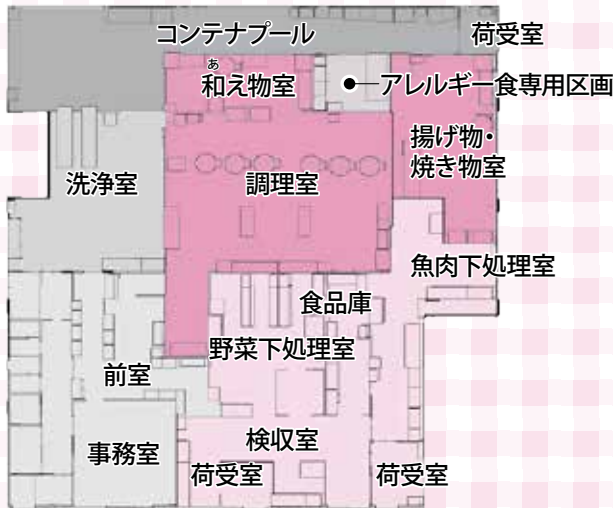 コンテナプール
荷受室
あ
和え物室
アレルギー食専用区画
揚げ物・
焼き物室
洗浄室
調理室
魚肉下処理室
食品庫
野菜下処理室
前室
検収室
事務室
荷受室
荷受室